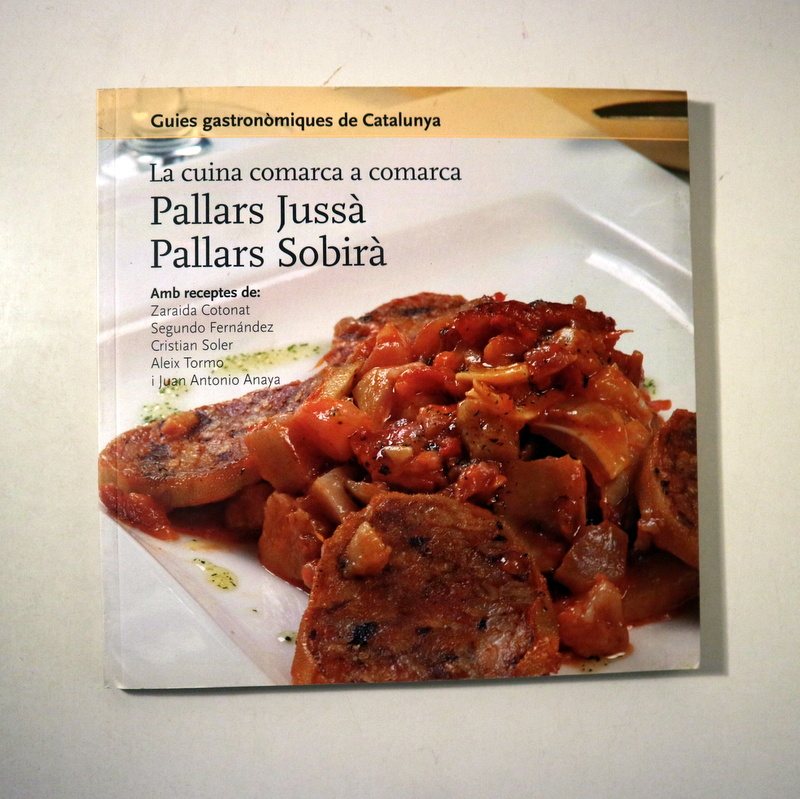 Guies gastronòmiques de Catalunya
La cuina comarca a comarca
Pallars Jussà
Pallars Sobirà
Amb receptes de:
Zaraida Cotonat
Segundo Fernández
Cristian Soler
Aleix Tormo
i Juan Antonio Anaya